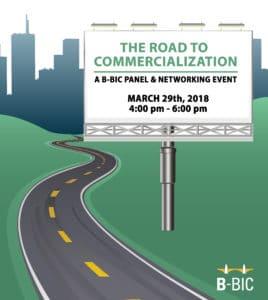 THE ROAD TO
COMMERCIALIZATION
A B-BIC PANEL & NETWORKING EVENT
MARCH 29th, 2018
4:00 pm - 6:00 pm
B-BIC